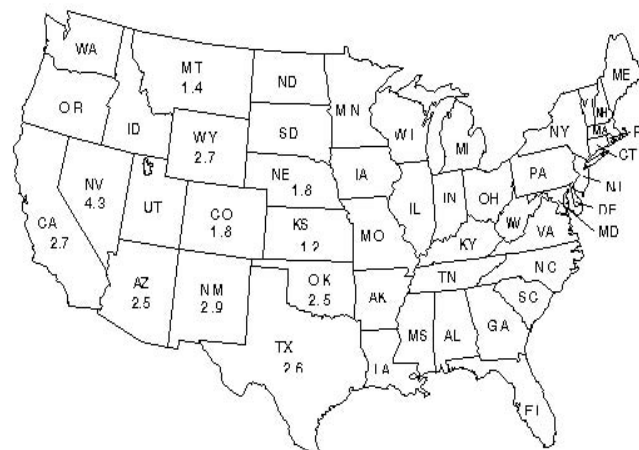 WA
MT
1.4
ND
MN
ME
OR
ID
WY
2.7
SD
WI
MI
NY
VT
NH
MA
R
CT
NV
4.3
UT
NE
1.8
IA
PA
NJ
CA
2.7
CO
1.8
KS
1.2
MO
IL
IN
OH
WV
DE
MD
VA
KY
AZ
2.5
NM
2.9
OK
2.5
AK
TN
NC
SC
TX
2.6
LA
MS
AL
GA
FL